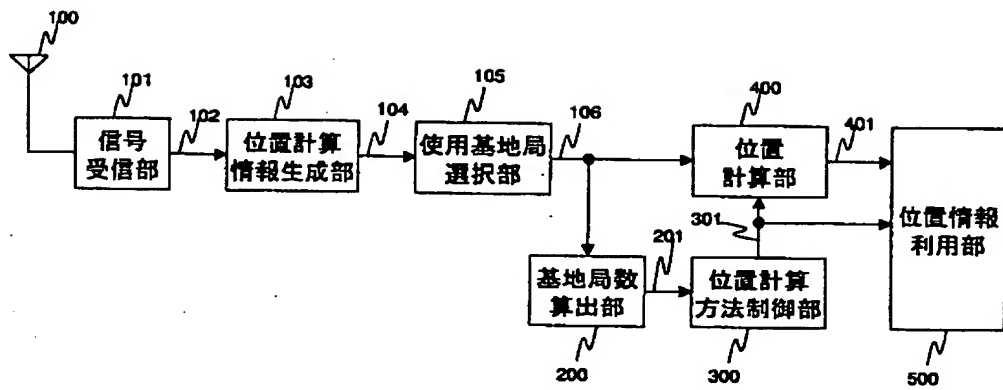 100
101
信号
受信部
102
103
位置計算
情報生成部
104
105
使用基地局
選択部
106
400
位置
計算部
401
位置情報
利用部
500
基地局数
算出部
200
201
位置計算
方法制御部
300
301